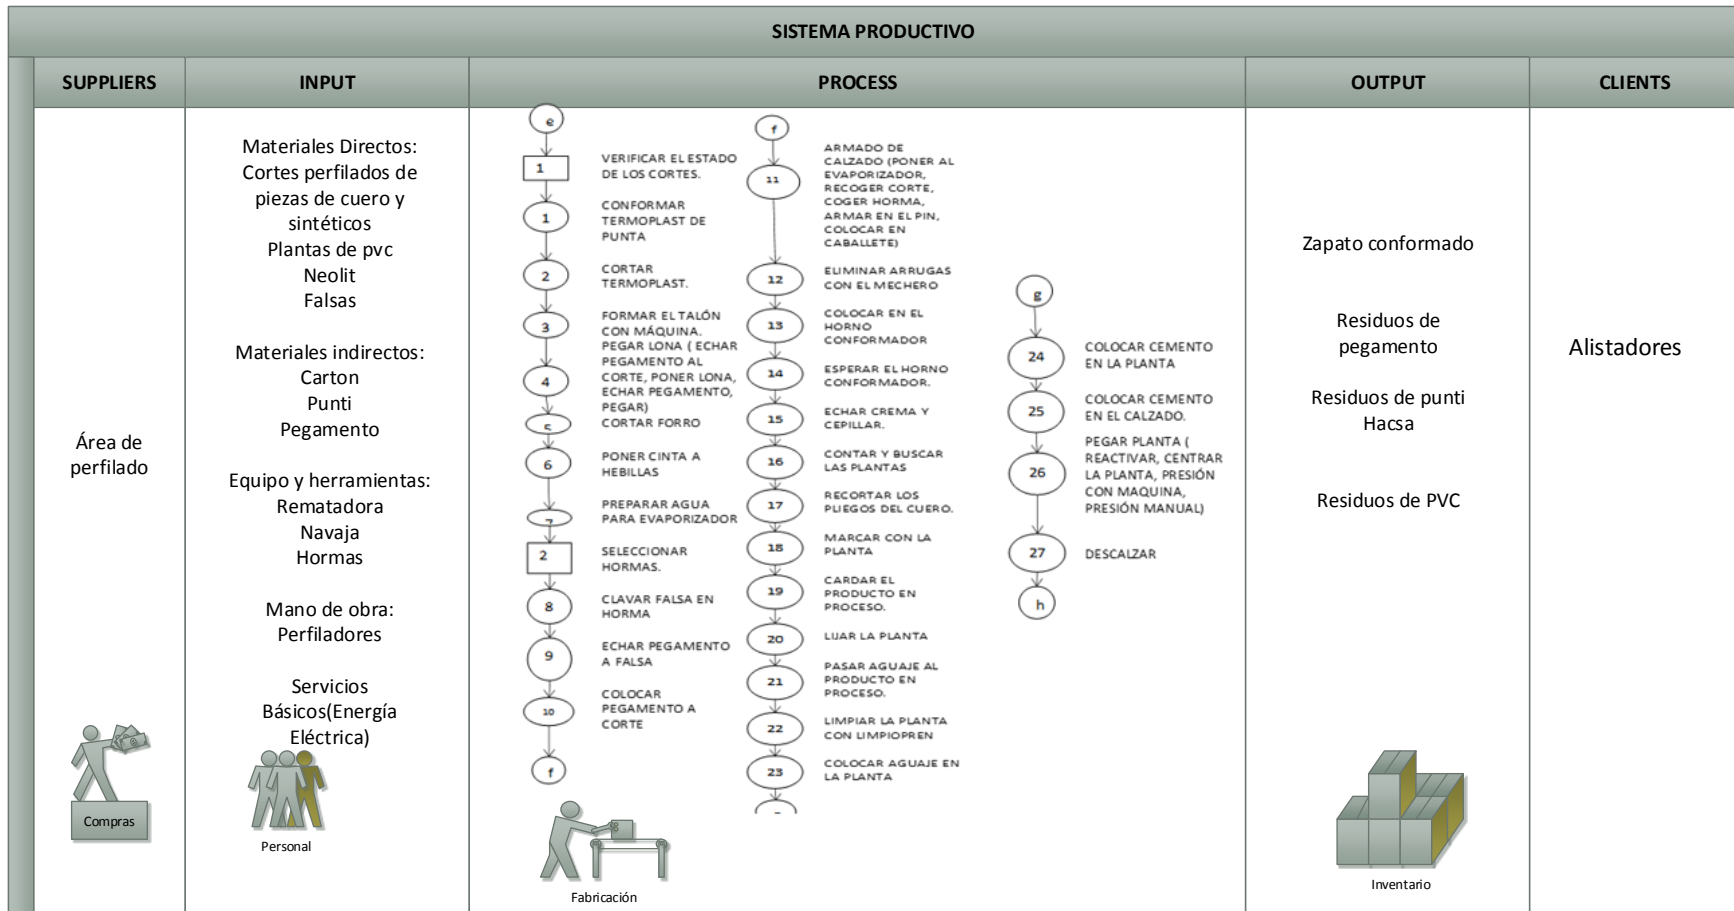 SISTEMA PRODUCTIVO
SUPPLIERS
INPUT
PROCESS
OUTPUT
CLIENTS
Área de
perfilado
Compras
Materiales Directos:
Cortes perfilados de
piezas de cuero y
sintéticos
Plantas de pvc
Neolit
Falsas
Materiales indirectos:
Carton
Punti
Pegamento
Equipo y herramientas:
Rematadora
Navaja
Hormas
Mano de obra:
Perfiladores
Servicios
Básicos(Energía
Eléctrica)
Personal
e
1
VERIFICAR EL ESTADO
DE LOS CORTES.
1
CONFORMAR
TERMOPLAST DE
PUNTA
2
CORTAR
TERMOPLAST.
3
FORMAR EL TALÓN
CON MÁQUINA.
4
PEGAR LONA ( ECHAR
PEGAMENTO AL
CORTE, PONER LONA,
ECHAR PEGAMENTO,
PEGAR)
5
CORTAR FORRO
6
PONER CINTA A
HEBILLAS
7
PREPARAR AGUA
PARA EVAPORIZADOR
2
SELECCIONAR
HORMAS.
8
CLAVAR FALSA EN
HORMA
9
ECHAR PEGAMENTO
A FALSA
10
COLOCAR
PEGAMENTO A
CORTE
f
Fabricación
f
11
ARMADO DE
CALZADO (PONER AL
EVAPORIZADOR,
RECOGER CORTE,
COGER HORMA,
ARMAR EN EL PIN,
COLOCAR EN
CABALLETE)
12
ELIMINAR ARRUGAS
CON EL MECHERO
13
COLOCAR EN EL
HORNO
CONFORMADOR
14
ESPERAR EL HORNO
CONFORMADOR.
15
ECHAR CREMA Y
CEPILLAR.
16
CONTAR Y BUSCAR
LAS PLANTAS
17
RECORTAR LOS
PLIEGOS DEL CUERO.
18
MARCAR CON LA
PLANTA
19
CARDAR EL
PRODUCTO EN
PROCESO.
20
LIJAR LA PLANTA
21
PASAR AGUAJE AL
PRODUCTO EN
PROCESO.
22
LIMPIAR LA PLANTA
CON LIMPIOPREN
23
COLOCAR AGUAJE EN
LA PLANTA
g
24
COLOCAR CEMENTO
EN LA PLANTA
25
COLOCAR CEMENTO
EN EL CALZADO.
26
PEGAR PLANTA (
REACTIVAR, CENTRAR
LA PLANTA, PRESIÓN
CON MAQUINA,
PRESIÓN MANUAL)
27
DESCALZAR
h
Zapato conformado
Residuos de
pegamento
Residuos de punti
Hacsa
Residuos de PVC
Inventario
Alistadores